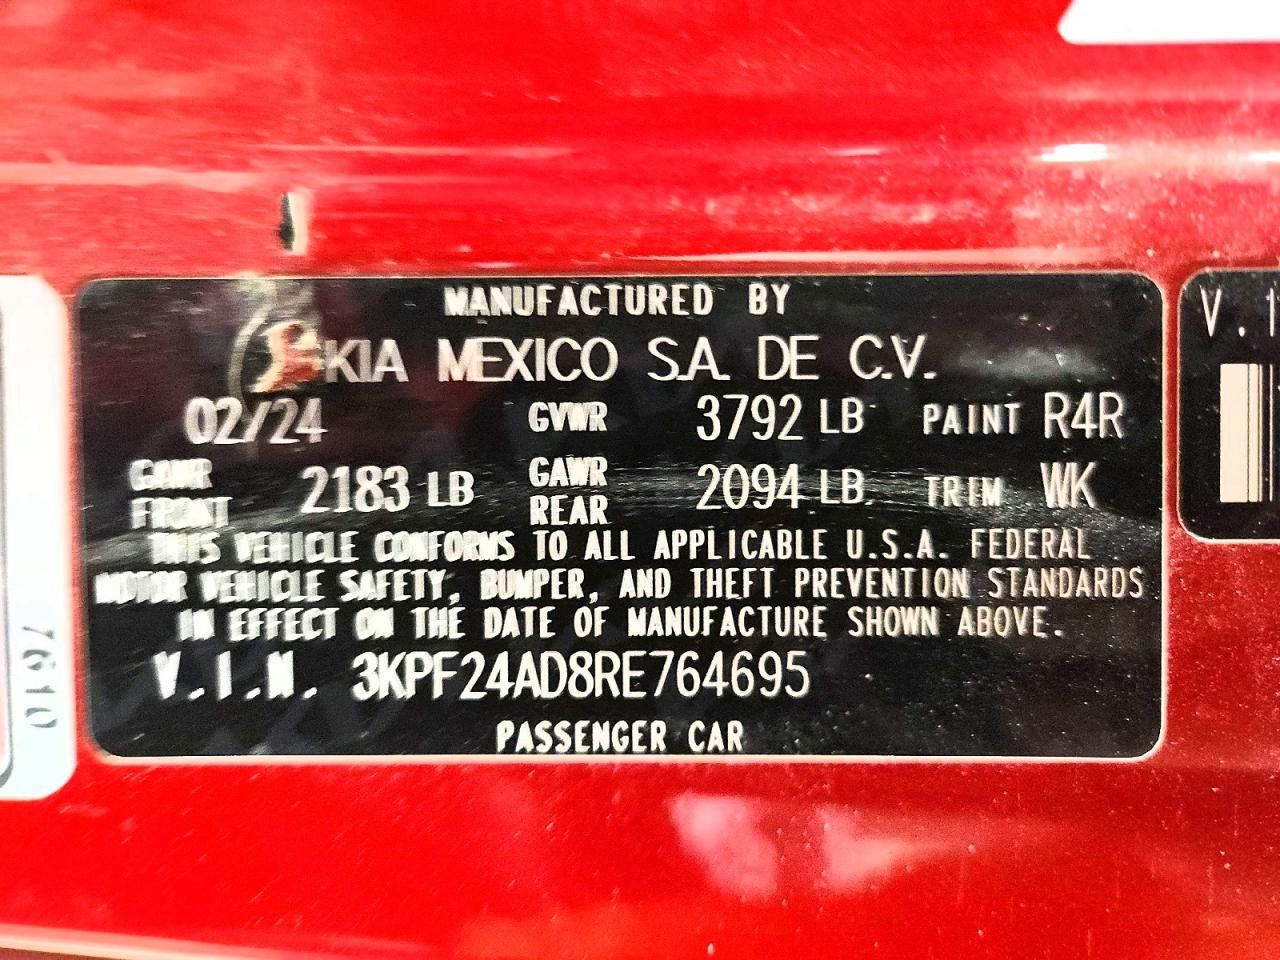 MANUFACTURED BY
KIA MEXICO S.A. DE C.V.
02/24 GVWR 3792 LB PAINT R4R
GAWR FRONT 2183 LB GAWR REAR 2094 LB TRIM WK
THIS VEHICLE CONFORMS TO ALL APPLICABLE U.S.A. FEDERAL
MOTOR VEHICLE SAFETY, BUMPER, AND THEFT PREVENTION STANDARDS
IN EFFECT ON THE DATE OF MANUFACTURE SHOWN ABOVE.
V.I.N. 3KPF24AD8RE764695
PASSENGER CAR
V.1
7610